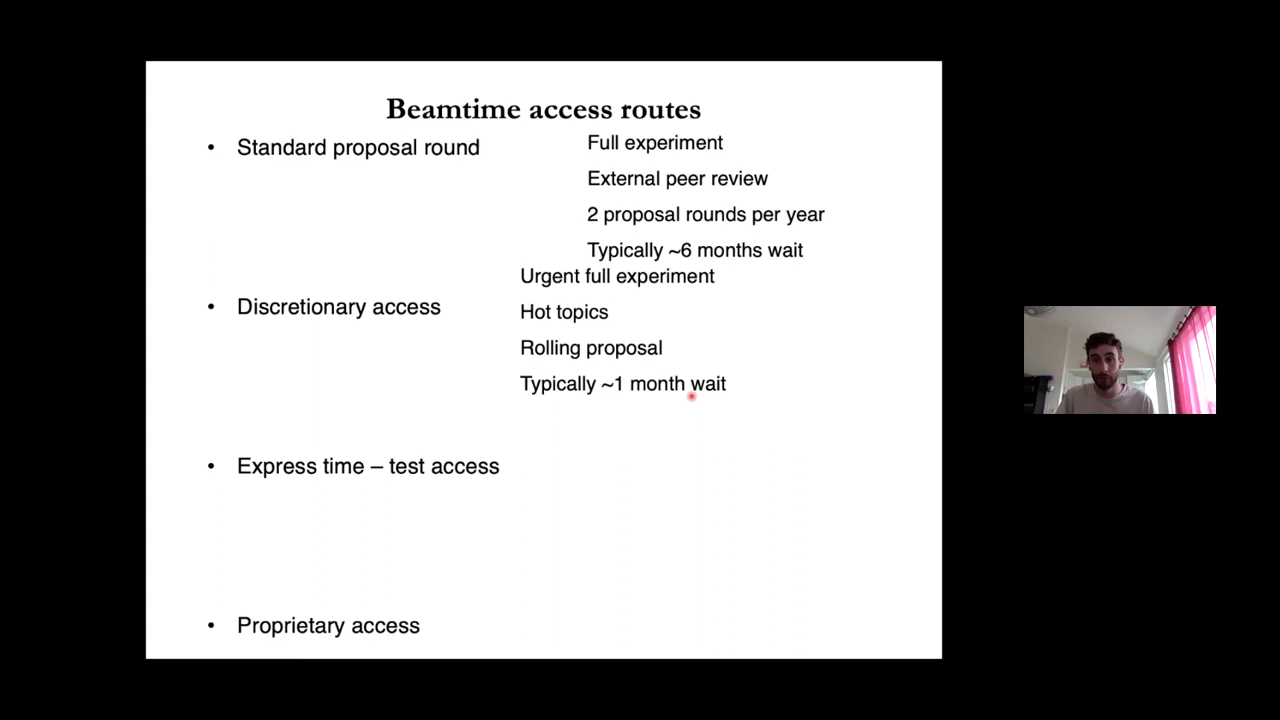 Beamtime access routes
• Standard proposal round
Full experiment
External peer review
2 proposal rounds per year
Typically ~6 months wait
• Discretionary access
Urgent full experiment
Hot topics
Rolling proposal
Typically ~1 month wait
• Express time – test access
• Proprietary access